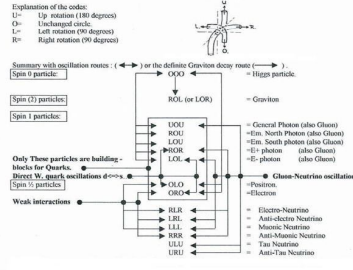 Explanation of the codes:
U= Up rotation (180 degrees)
O= Unchanged circle.
L= Left rotation (90 degrees)
R= Right rotation (90 degrees)
U
L R
O
Summary with oscillation routes : ( ) or the definite Graviton decay route ( ) .
Spin 0 particle: OOO = Higgs particle.
Spin (2) particles: ROL (or LOR) = Graviton
Spin 1 particles:
UOU = General Photon (also Gluon)
ROU =Em. North Photon (also Gluon)
LOU =Em. South photon (also Gluon)
ROR =E+ photon (also Gluon)
LOL =E- photon (also Gluon)
Only These particles are building -
blocks for Quarks.
Direct W. quark oscillations d<=>s Gluon-Neutrino oscillation
Spin ½ particles OLO =Positron.
ORO =Electron
Weak interactions
RLR = Electro-Neutrino
LRL = Anti-electro Neutrino
LLL = Muonic Neutrino
RRR = Anti-Muonic Neutrino
ULU = Tau Neutrino
URU = Anti-Tau Neutrino